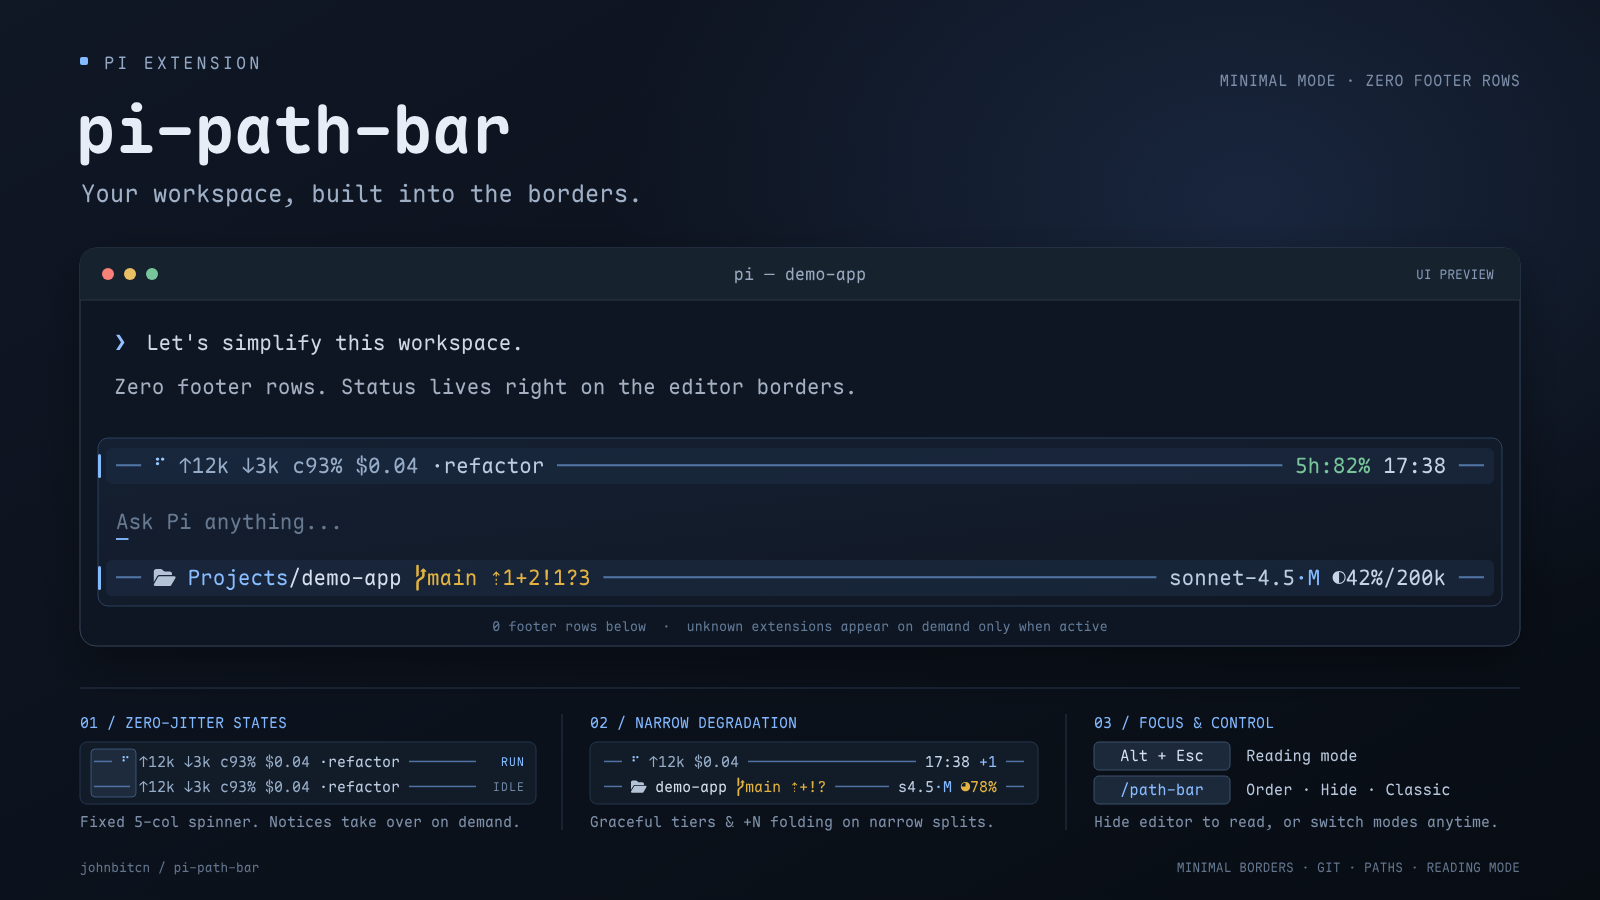 PI EXTENSION
MINIMAL MODE · ZERO FOOTER ROWS
pi-path-bar
Your workspace, built into the borders.
pi — demo-app
UI PREVIEW
❯ Let's simplify this workspace.
Zero footer rows. Status lives right on the editor borders.
↑12k ↓3k c93% $0.04 ·refactor 5h:82% 17:38
Ask Pi anything...
Projects/demo-app main ⇡1+2!1?3 sonnet-4.5·M ◐42%/200k
0 footer rows below · unknown extensions appear on demand only when active
01 / ZERO-JITTER STATES
↑12k ↓3k c93% $0.04 ·refactor RUN
↑12k ↓3k c93% $0.04 ·refactor IDLE
Fixed 5-col spinner. Notices take over on demand.
02 / NARROW DEGRADATION
↑12k $0.04 17:38 +1
demo-app main ⇡+!? s4.5·M ◕78%
Graceful tiers & +N folding on narrow splits.
03 / FOCUS & CONTROL
Alt + Esc Reading mode
/path-bar Order · Hide · Classic
Hide editor to read, or switch modes anytime.
johnbitcn / pi-path-bar
MINIMAL BORDERS · GIT · PATHS · READING MODE